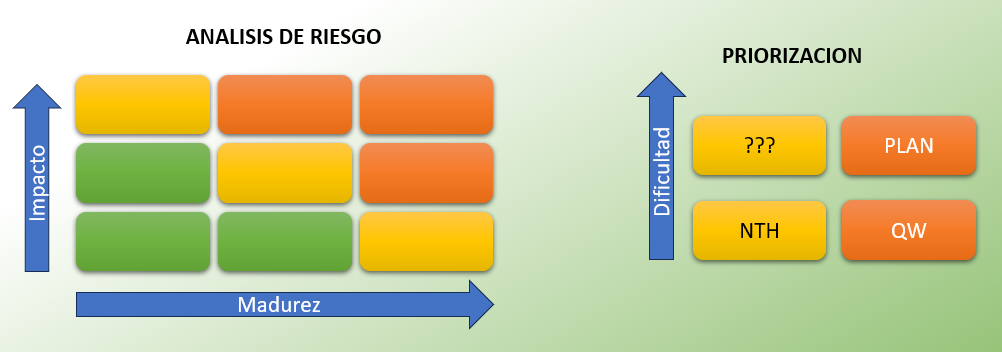 ANALISIS DE RIESGO
Impacto
Madurez
PRIORIZACION
Dificultad
???
PLAN
NTH
QW